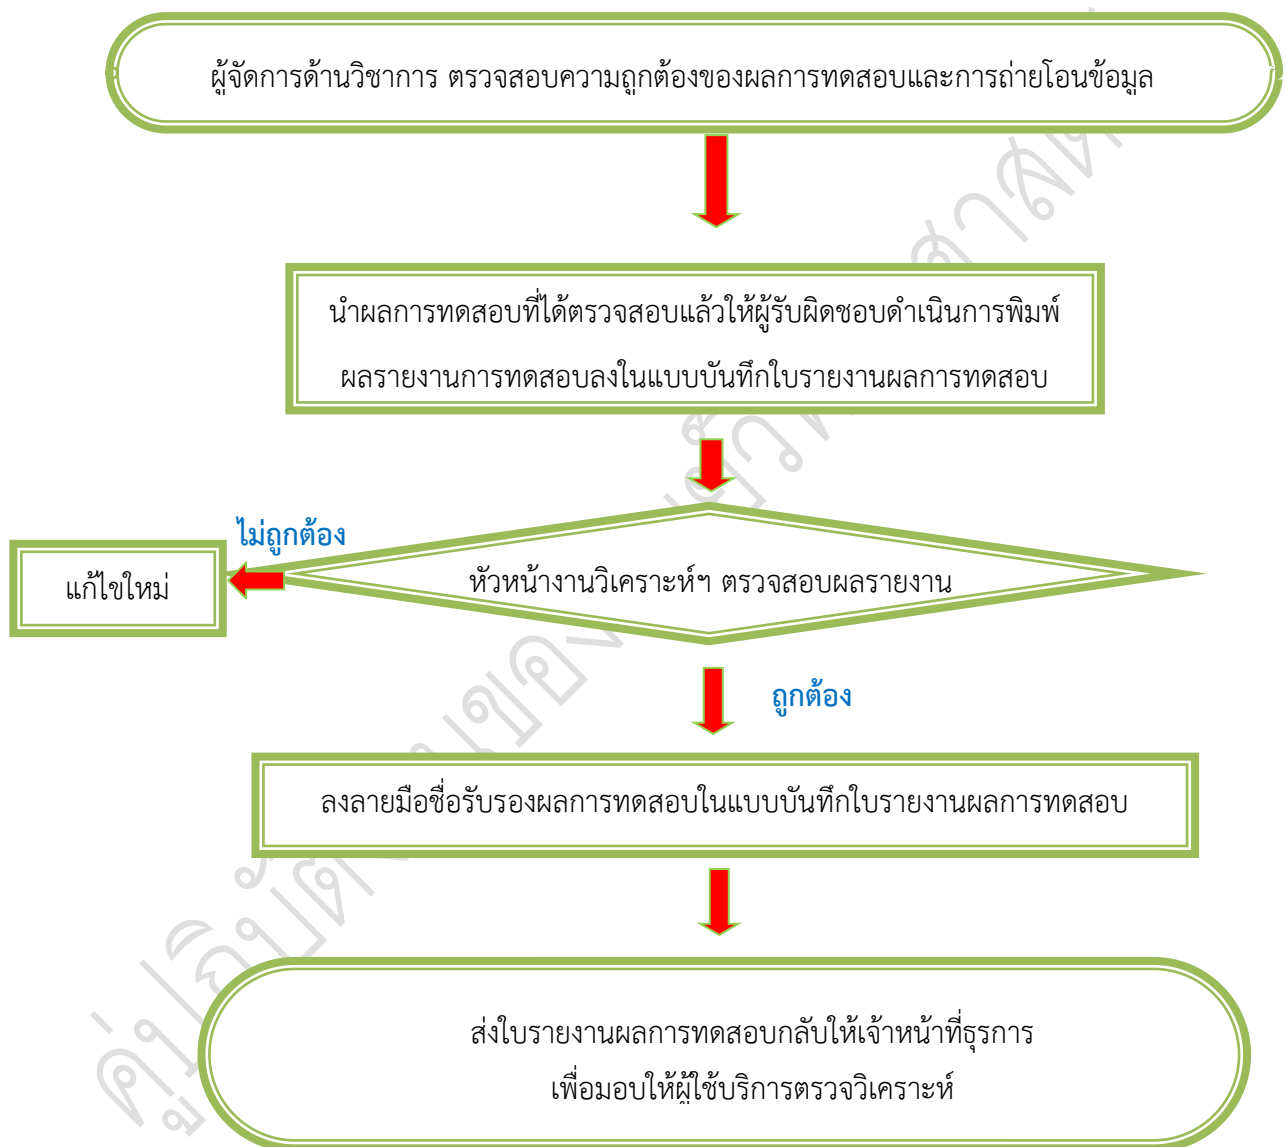 ผู้จัดการด้านวิชาการ ตรวจสอบความถูกต้องของผลการทดสอบและการถ่ายโอนข้อมูล
นำผลการทดสอบที่ได้ตรวจสอบแล้วให้ผู้รับผิดชอบดำเนินการพิมพ์
ผลรายงานการทดสอบลงในแบบบันทึกใบรายงานผลการทดสอบ
ไม่ถูกต้อง
แก้ไขใหม่
หัวหน้างานวิเคราะห์ฯ ตรวจสอบผลรายงาน
ถูกต้อง
ลงลายมือชื่อรับรองผลการทดสอบในแบบบันทึกใบรายงานผลการทดสอบ
ส่งใบรายงานผลการทดสอบกลับให้เจ้าหน้าที่ธุรการ
เพื่อมอบให้ผู้ใช้บริการตรวจวิเคราะห์